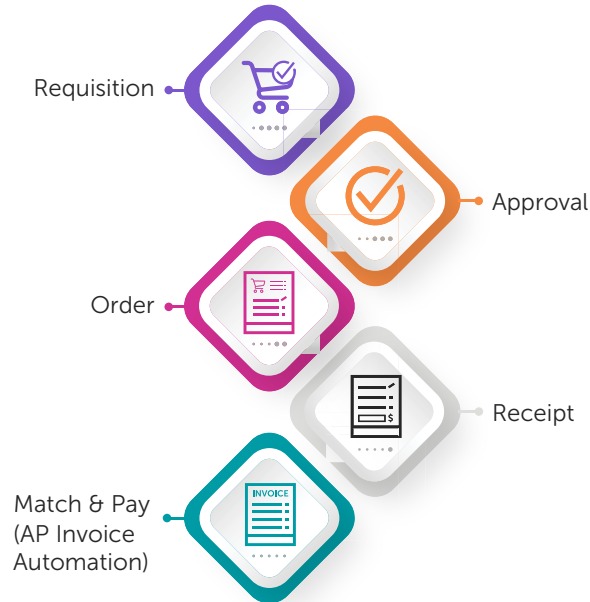 Requisition
Approval
Order
$
Receipt
INVOICE
Match & Pay
(AP Invoice
Automation)